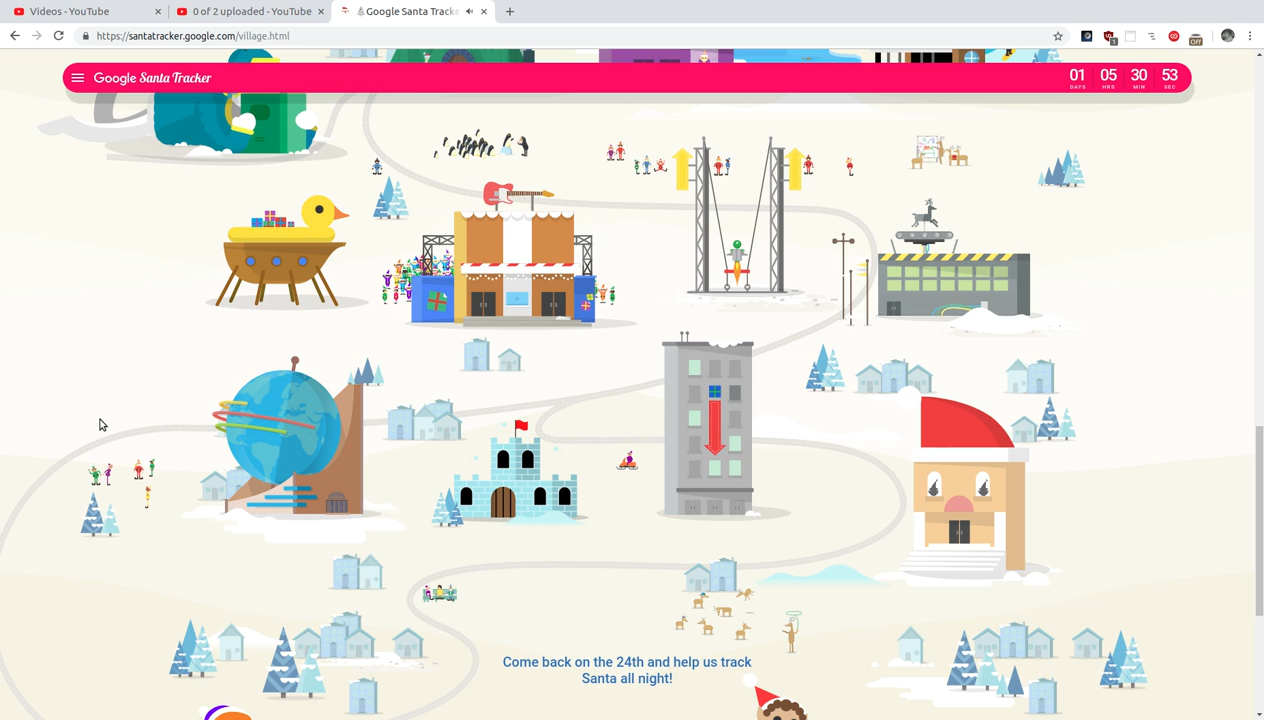 Videos - YouTube
0 of 2 uploaded - YouTube
Google Santa Tracke
https://santatracker.google.com/village.html
1
Off
Google Santa Tracker
01 05 30 53
DAYS HRS MIN SEC
Come back on the 24th and help us track
Santa all night!